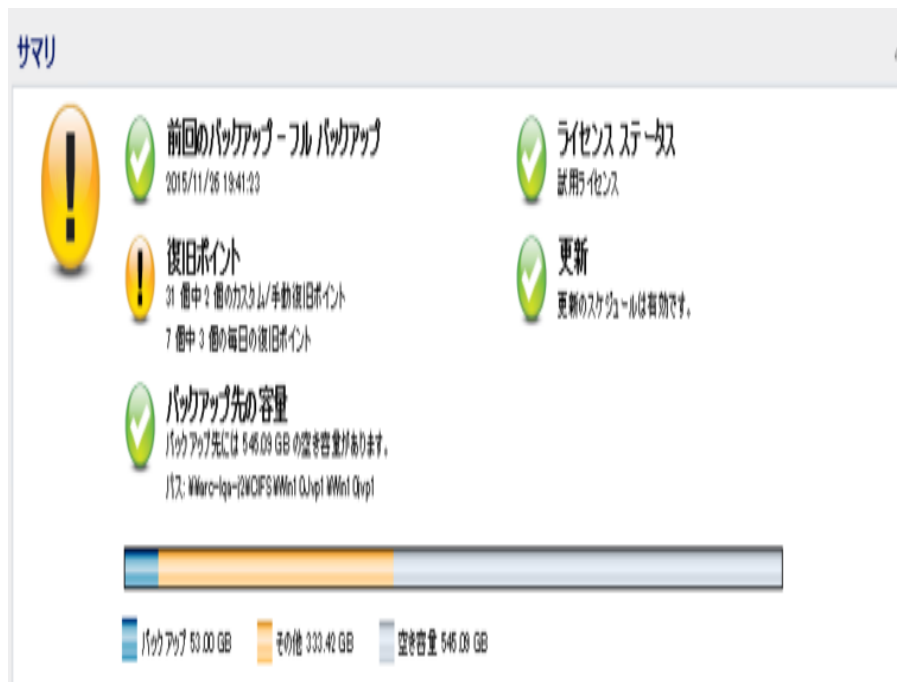 サマリ
前回のバックアップ - フル バックアップ
2015/11/26 19:41:23
ライセンス ステータス
試用ライセンス
復旧ポイント
31 個中 2 個のカスタム/手動復旧ポイント
7 個中 3 個の毎日の復旧ポイント
更新
更新のスケジュールは有効です。
バックアップ先の容量
バックアップ先には 545.09 GB の空き容量があります。
パス:
バックアップ 53.00 GB
その他 333.42 GB
空き容量 545.09 GB